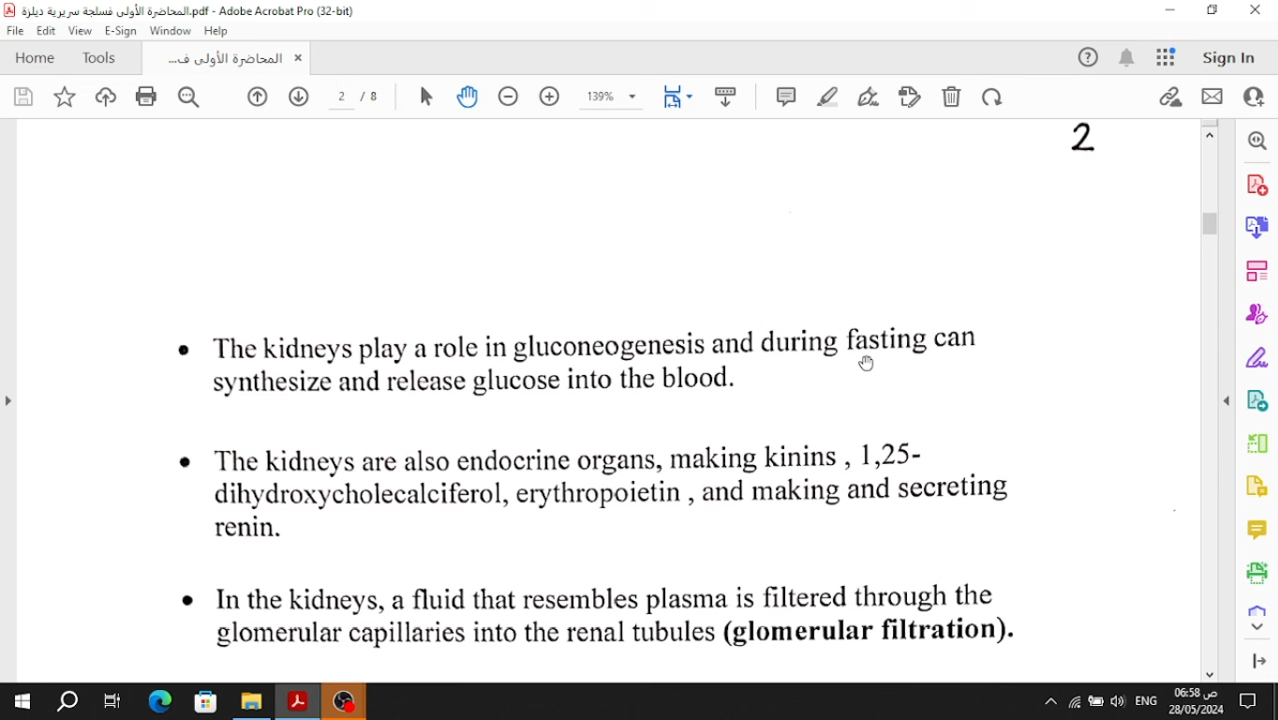 المحاضرة الأولى فسلجة سريرية ديلزة.pdf - Adobe Acrobat Pro (32-bit)
File Edit View E-Sign Window Help
Home Tools المحاضرة الأولى ف... × Sign In
2 / 8 139%
2
• The kidneys play a role in gluconeogenesis and during fasting can
synthesize and release glucose into the blood.
• The kidneys are also endocrine organs, making kinins , 1,25-
dihydroxycholecalciferol, erythropoietin , and making and secreting
renin.
• In the kidneys, a fluid that resembles plasma is filtered through the
glomerular capillaries into the renal tubules (glomerular filtration).
ENG 06:58 ص
28/05/2024